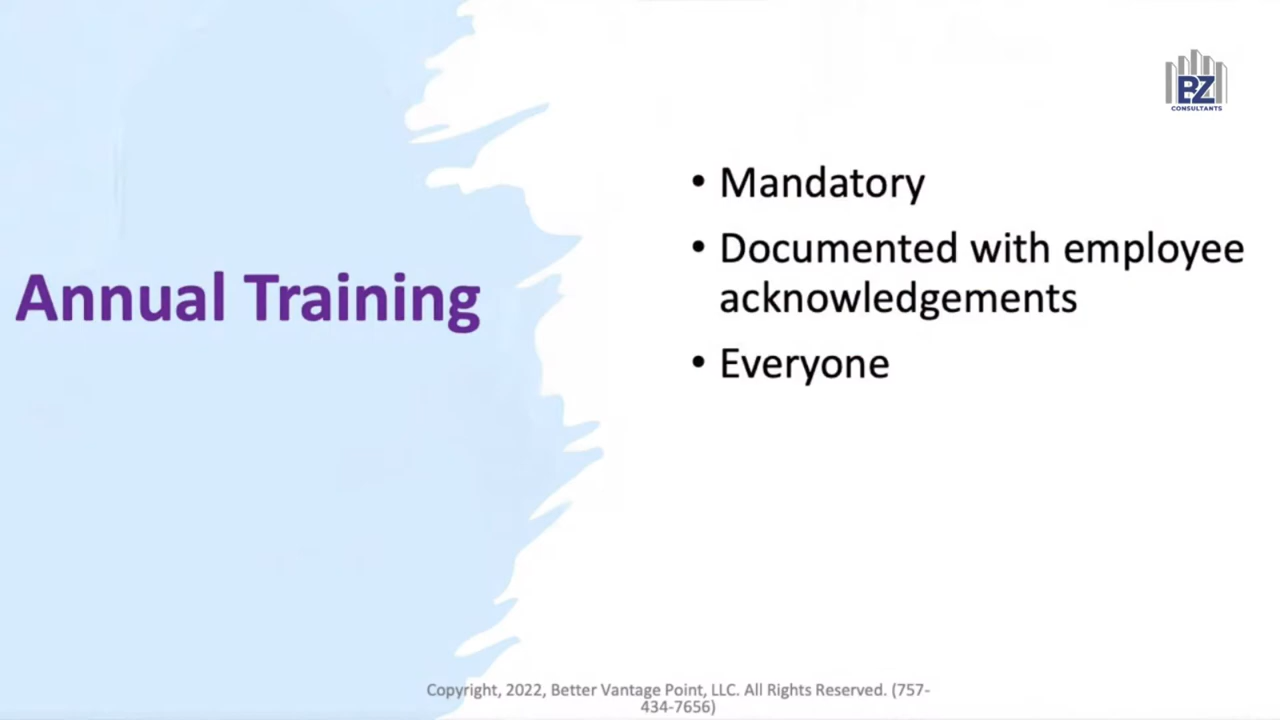 BZ
CONSULTANTS
Annual Training
• Mandatory
• Documented with employee
acknowledgements
• Everyone
Copyright, 2022, Better Vantage Point, LLC. All Rights Reserved. (757-
434-7656)